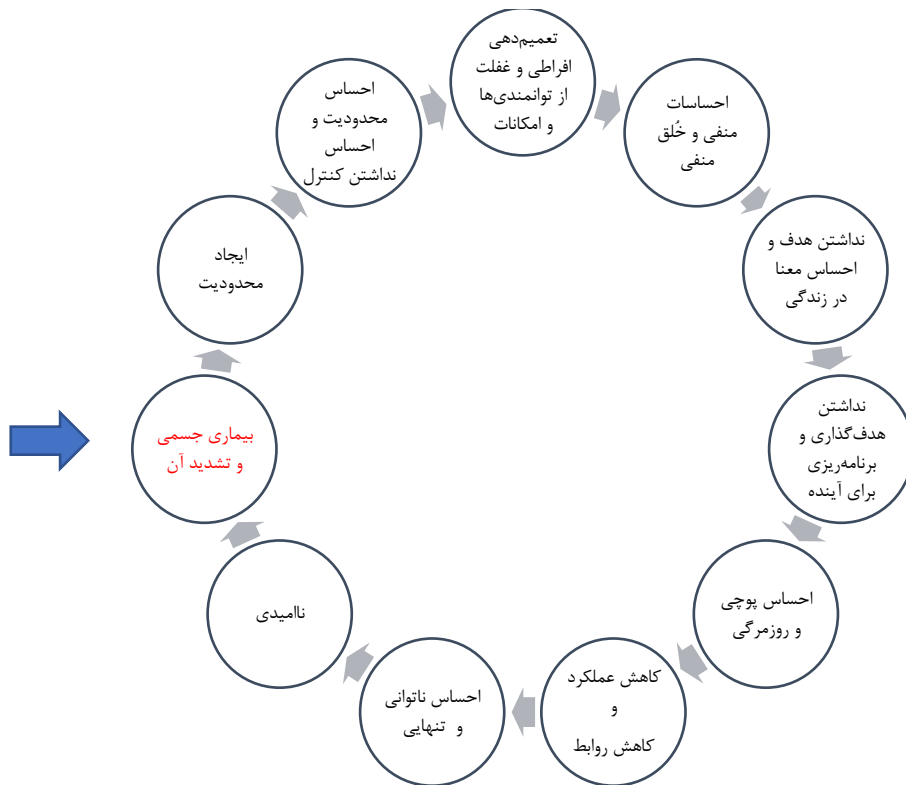 تعمیم‌دهی
افراطی و غفلت
از توانمندی‌ها
و امکانات
احساسات
منفی و خُلق
منفی
نداشتن هدف و
احساس معنا
در زندگی
نداشتن
هدف‌گذاری و
برنامه‌ریزی
برای آینده
احساس پوچی
و روزمرگی
کاهش عملکرد
و
کاهش روابط
احساس ناتوانی
و تنهایی
ناامیدی
بیماری جسمی
و تشدید آن
ایجاد
محدودیت
احساس
محدودیت و
احساس
نداشتن کنترل